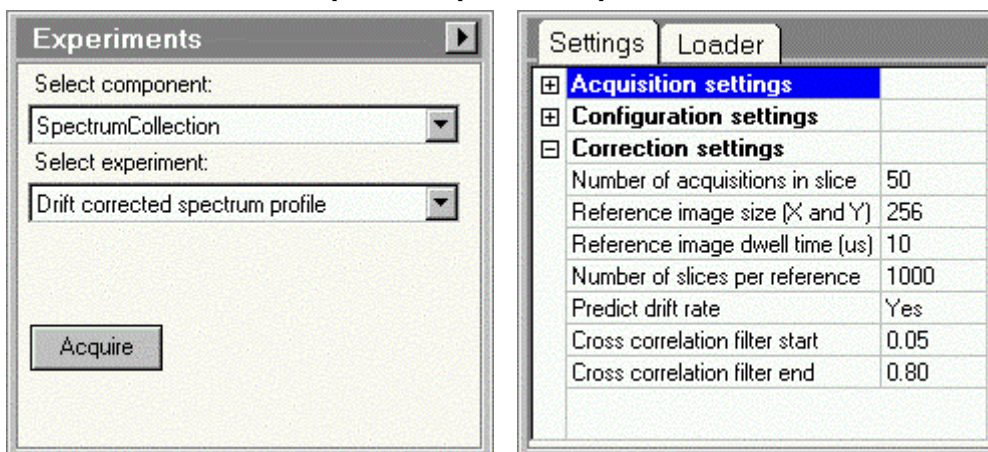 Experiments
Select component:
SpectrumCollection
Select experiment:
Drift corrected spectrum profile
Acquire
Settings Loader
Acquisition settings
Configuration settings
Correction settings
Number of acquisitions in slice 50
Reference image size (X and Y) 256
Reference image dwell time (us) 10
Number of slices per reference 1000
Predict drift rate Yes
Cross correlation filter start 0.05
Cross correlation filter end 0.80